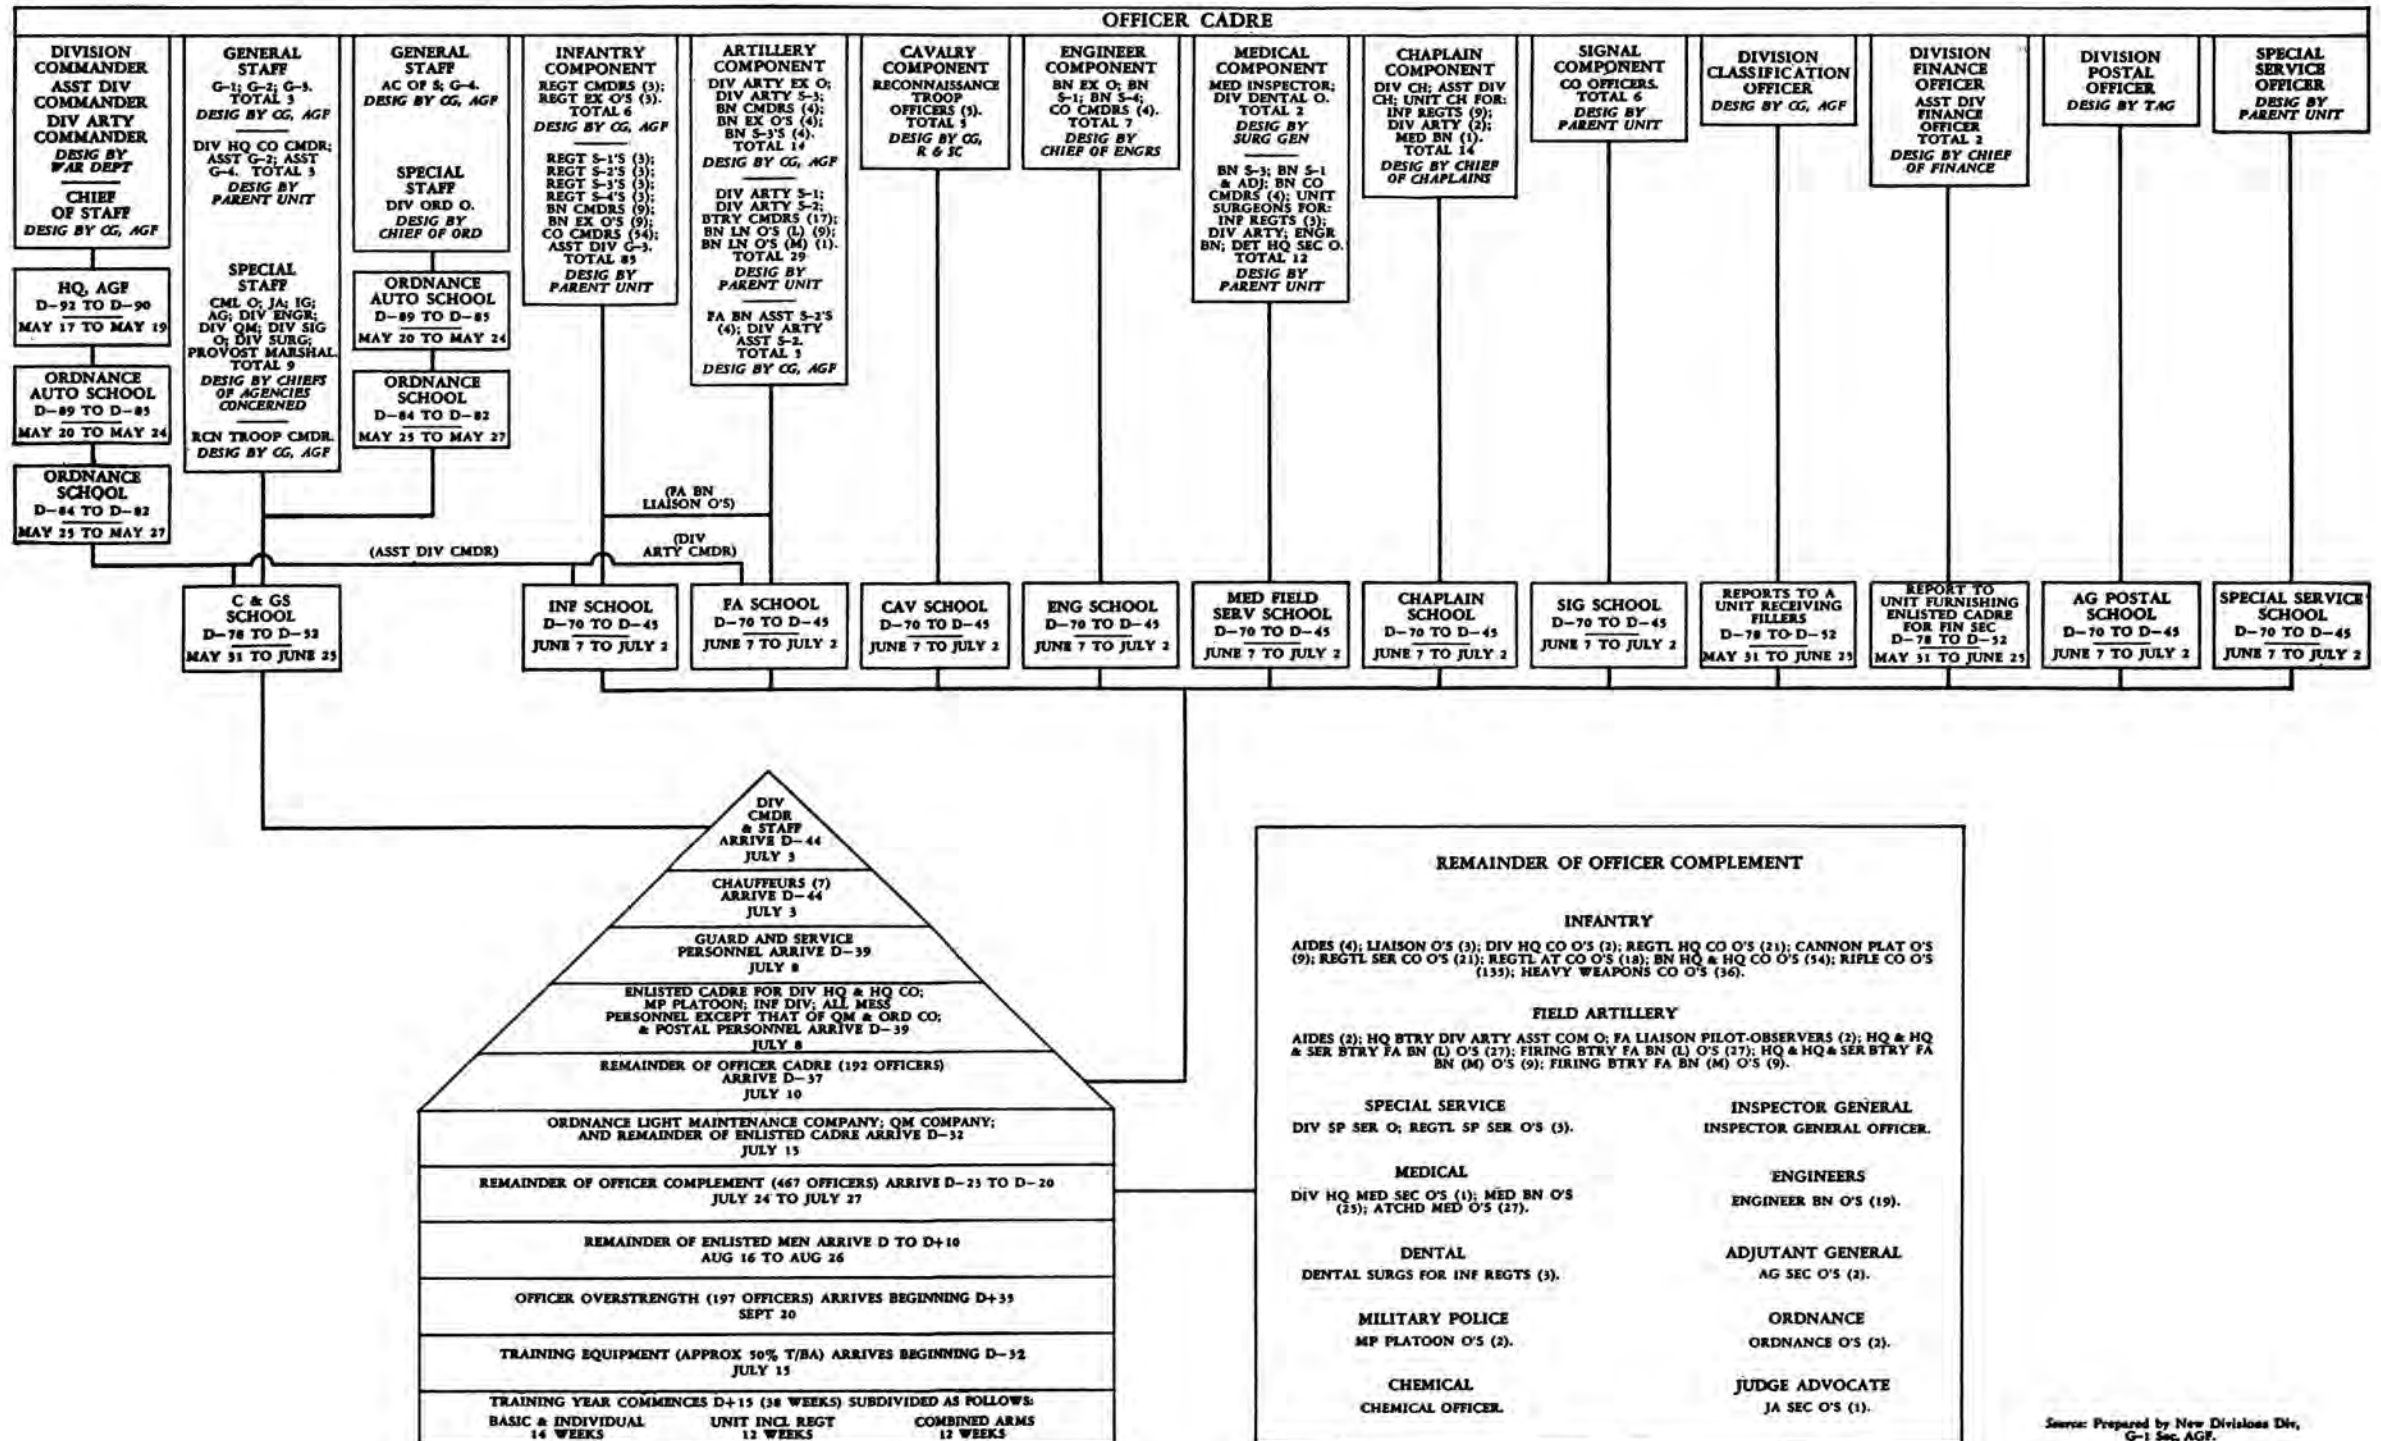 OFFICER CADRE
DIVISION
COMMANDER
ASST DIV
COMMANDER
DIV ARTY
COMMANDER
DESIG BY
WAR DEPT
CHIEF
OF STAFF
DESIG BY CG, AGF
HQ, AGF
D-92 TO D-90
MAY 17 TO MAY 19
ORDNANCE
AUTO SCHOOL
D-89 TO D-85
MAY 20 TO MAY 24
ORDNANCE
SCHOOL
D-84 TO D-82
MAY 25 TO MAY 27
GENERAL
STAFF
G-1; G-2; G-3.
TOTAL 3
DESIG BY CG, AGF
DIV HQ CO CMDR;
ASST G-2; ASST
G-4. TOTAL 3
DESIG BY
PARENT UNIT
SPECIAL
STAFF
CML O; JA; IG;
AG; DIV ENGR;
DIV QM; DIV SIG
O; DIV SURG;
PROVOST MARSHAL.
TOTAL 9
DESIG BY CHIEFS
OF AGENCIES
CONCERNED
RCN TROOP CMDR.
DESIG BY CG, AGF
GENERAL
STAFF
AC OF S; G-4.
DESIG BY CG, AGF
SPECIAL
STAFF
DIV ORD O.
DESIG BY
CHIEF OF ORD
ORDNANCE
AUTO SCHOOL
D-89 TO D-85
MAY 20 TO MAY 24
ORDNANCE
SCHOOL
D-84 TO D-82
MAY 25 TO MAY 27
INFANTRY
COMPONENT
REGT CMDRS (3);
REGT EX O'S (3).
TOTAL 6
DESIG BY CG, AGF
REGT S-1'S (3);
REGT S-2'S (3);
REGT S-3'S (3);
REGT S-4'S (3);
BN CMDRS (9);
BN EX O'S (9);
CO CMDRS (54);
ASST DIV G-3.
TOTAL 85
DESIG BY
PARENT UNIT
ARTILLERY
COMPONENT
DIV ARTY EX O;
DIV ARTY S-3;
BN CMDRS (4);
BN EX O'S (4);
BN S-3'S (4).
TOTAL 14
DESIG BY CG, AGF
DIV ARTY S-1;
DIV ARTY S-2;
BTRY CMDRS (17);
BN LN O'S (L) (9);
BN LN O'S (M) (1).
TOTAL 29
DESIG BY
PARENT UNIT
FA BN ASST S-2'S
(4); DIV ARTY
ASST S-2.
TOTAL 5
DESIG BY CG, AGF
CAVALRY
COMPONENT
RECONNAISSANCE
TROOP
OFFICERS (5).
TOTAL 5
DESIG BY CG,
R & SC
ENGINEER
COMPONENT
BN EX O; BN
S-1; BN S-4;
CO CMDRS (4).
TOTAL 7
DESIG BY
CHIEF OF ENGRS
MEDICAL
COMPONENT
MED INSPECTOR;
DIV DENTAL O.
TOTAL 2
DESIG BY
SURG GEN
BN S-3; BN S-1
& ADJ; BN CO
CMDRS (4); UNIT
SURGEONS FOR:
INF REGTS (3);
DIV ARTY; ENGR
BN; DET HQ SEC O.
TOTAL 12
DESIG BY
PARENT UNIT
CHAPLAIN
COMPONENT
DIV CH; ASST DIV
CH; UNIT CH FOR:
INF REGTS (9);
DIV ARTY (2);
MED BN (1).
TOTAL 14
DESIG BY CHIEF
OF CHAPLAINS
SIGNAL
COMPONENT
CO OFFICERS.
TOTAL 6
DESIG BY
PARENT UNIT
DIVISION
CLASSIFICATION
OFFICER
DESIG BY CG, AGF
DIVISION
FINANCE
OFFICER
ASST DIV
FINANCE
OFFICER
TOTAL 2
DESIG BY CHIEF
OF FINANCE
DIVISION
POSTAL
OFFICER
DESIG BY TAG
SPECIAL
SERVICE
OFFICER
DESIG BY
PARENT UNIT
(FA BN
LIAISON O'S)
(ASST DIV CMDR)
(DIV
ARTY CMDR)
C & GS
SCHOOL
D-78 TO D-52
MAY 31 TO JUNE 25
INF SCHOOL
D-70 TO D-45
JUNE 7 TO JULY 2
FA SCHOOL
D-70 TO D-45
JUNE 7 TO JULY 2
CAV SCHOOL
D-70 TO D-45
JUNE 7 TO JULY 2
ENG SCHOOL
D-70 TO D-45
JUNE 7 TO JULY 2
MED FIELD
SERV SCHOOL
D-70 TO D-45
JUNE 7 TO JULY 2
CHAPLAIN
SCHOOL
D-70 TO D-45
JUNE 7 TO JULY 2
SIG SCHOOL
D-70 TO D-45
JUNE 7 TO JULY 2
REPORTS TO A
UNIT RECEIVING
FILLERS
D-78 TO D-52
MAY 31 TO JUNE 25
REPORT TO
UNIT FURNISHING
ENLISTED CADRE
FOR FIN SEC
D-78 TO D-52
MAY 31 TO JUNE 25
AG POSTAL
SCHOOL
D-70 TO D-45
JUNE 7 TO JULY 2
SPECIAL SERVICE
SCHOOL
D-70 TO D-45
JUNE 7 TO JULY 2
DIV
CMDR
& STAFF
ARRIVE D-44
JULY 3
CHAUFFEURS (7)
ARRIVE D-44
JULY 3
GUARD AND SERVICE
PERSONNEL ARRIVE D-39
JULY 8
ENLISTED CADRE FOR DIV HQ & HQ CO;
MP PLATOON; INF DIV; ALL MESS
PERSONNEL EXCEPT THAT OF QM & ORD CO;
& POSTAL PERSONNEL ARRIVE D-39
JULY 8
REMAINDER OF OFFICER CADRE (192 OFFICERS)
ARRIVE D-37
JULY 10
ORDNANCE LIGHT MAINTENANCE COMPANY; QM COMPANY;
AND REMAINDER OF ENLISTED CADRE ARRIVE D-32
JULY 15
REMAINDER OF OFFICER COMPLEMENT (467 OFFICERS) ARRIVE D-23 TO D-20
JULY 24 TO JULY 27
REMAINDER OF ENLISTED MEN ARRIVE D TO D+10
AUG 16 TO AUG 26
OFFICER OVERSTRENGTH (197 OFFICERS) ARRIVES BEGINNING D+35
SEPT 20
TRAINING EQUIPMENT (APPROX 50% T/BA) ARRIVES BEGINNING D-32
JULY 15
TRAINING YEAR COMMENCES D+15 (38 WEEKS) SUBDIVIDED AS FOLLOWS:
BASIC & INDIVIDUAL UNIT INCL REGT COMBINED ARMS
14 WEEKS 12 WEEKS 12 WEEKS
REMAINDER OF OFFICER COMPLEMENT
INFANTRY
AIDES (4); LIAISON O'S (3); DIV HQ CO O'S (2); REGTL HQ CO O'S (21); CANNON PLAT O'S
(9); REGTL SER CO O'S (21); REGTL AT CO O'S (18); BN HQ & HQ CO O'S (54); RIFLE CO O'S
(135); HEAVY WEAPONS CO O'S (36).
FIELD ARTILLERY
AIDES (2); HQ BTRY DIV ARTY ASST COM O; FA LIAISON PILOT-OBSERVERS (2); HQ & HQ
& SER BTRY FA BN (L) O'S (27); FIRING BTRY FA BN (L) O'S (27); HQ & HQ & SER BTRY FA
BN (M) O'S (9); FIRING BTRY FA BN (M) O'S (9).
SPECIAL SERVICE
DIV SP SER O; REGTL SP SER O'S (3).
INSPECTOR GENERAL
INSPECTOR GENERAL OFFICER.
MEDICAL
DIV HQ MED SEC O'S (1); MED BN O'S
(25); ATCHD MED O'S (27).
ENGINEERS
ENGINEER BN O'S (19).
DENTAL
DENTAL SURGS FOR INF REGTS (3).
ADJUTANT GENERAL
AG SEC O'S (2).
MILITARY POLICE
MP PLATOON O'S (2).
ORDNANCE
ORDNANCE O'S (2).
CHEMICAL
CHEMICAL OFFICER.
JUDGE ADVOCATE
JA SEC O'S (1).
Source: Prepared by New Divisions Div,
G-1 Sec, AGF.